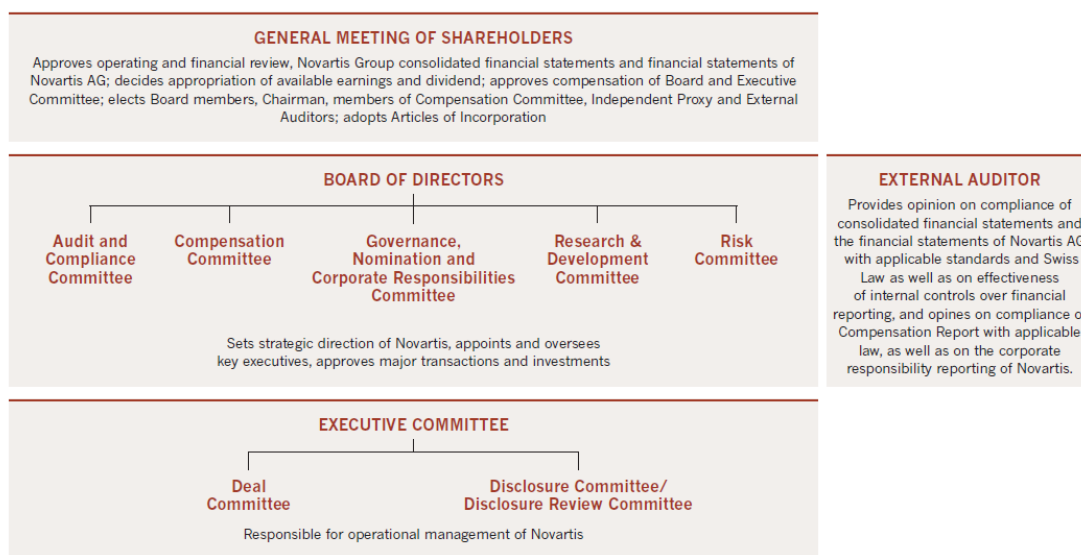 GENERAL MEETING OF SHAREHOLDERS
Approves operating and financial review, Novartis Group consolidated financial statements and financial statements of
Novartis AG; decides appropriation of available earnings and dividend; approves compensation of Board and Executive
Committee; elects Board members, Chairman, members of Compensation Committee, Independent Proxy and External
Auditors; adopts Articles of Incorporation
BOARD OF DIRECTORS
Audit and
Compliance
Committee
Compensation
Committee
Governance,
Nomination and
Corporate Responsibilities
Committee
Research &
Development
Committee
Risk
Committee
Sets strategic direction of Novartis, appoints and oversees
key executives, approves major transactions and investments
EXTERNAL AUDITOR
Provides opinion on compliance of
consolidated financial statements and
the financial statements of Novartis AG
with applicable standards and Swiss
Law as well as on effectiveness
of internal controls over financial
reporting, and opines on compliance o
Compensation Report with applicable
law, as well as on the corporate
responsibility reporting of Novartis.
EXECUTIVE COMMITTEE
Deal
Committee
Disclosure Committee/
Disclosure Review Committee
Responsible for operational management of Novartis